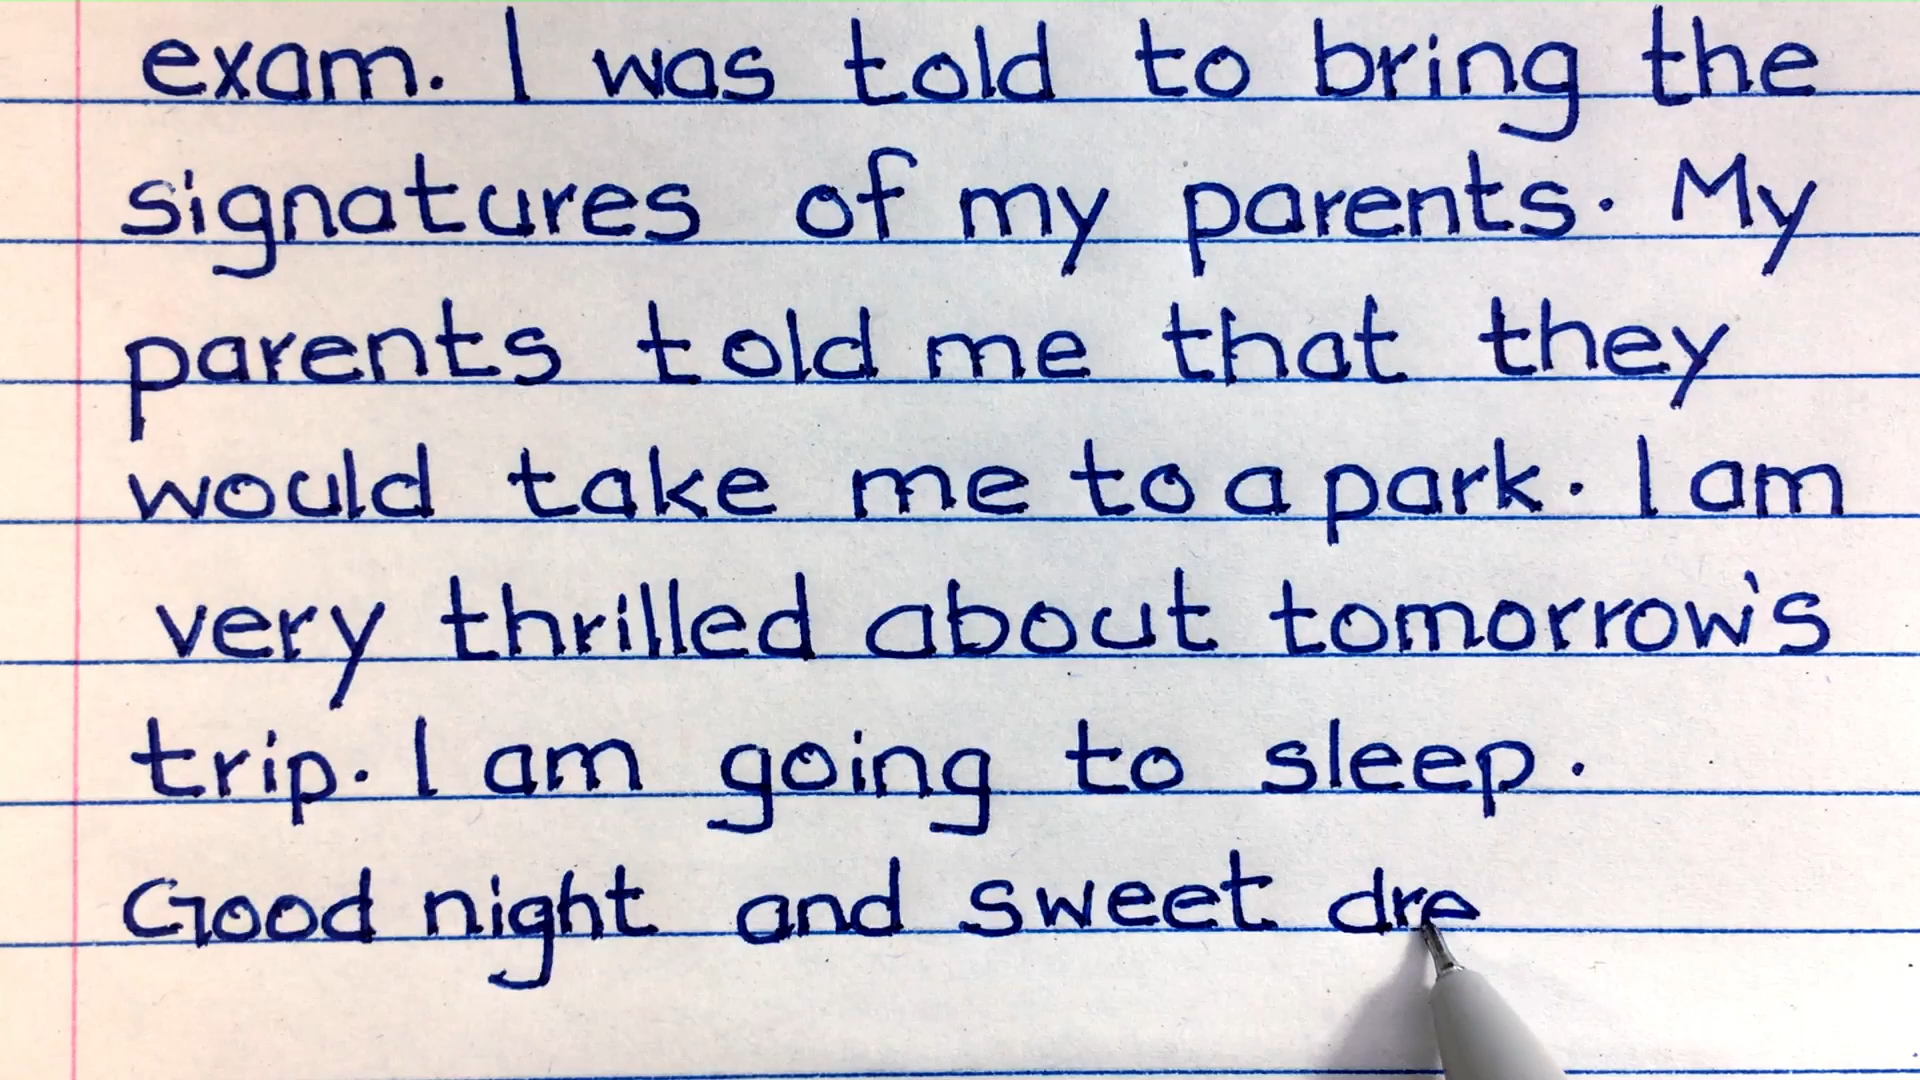 exam. I was told to bring the
signatures of my parents. My
parents told me that they
would take me to a park. I am
very thrilled about tomorrow's
trip. I am going to sleep.
Good night and sweet dre